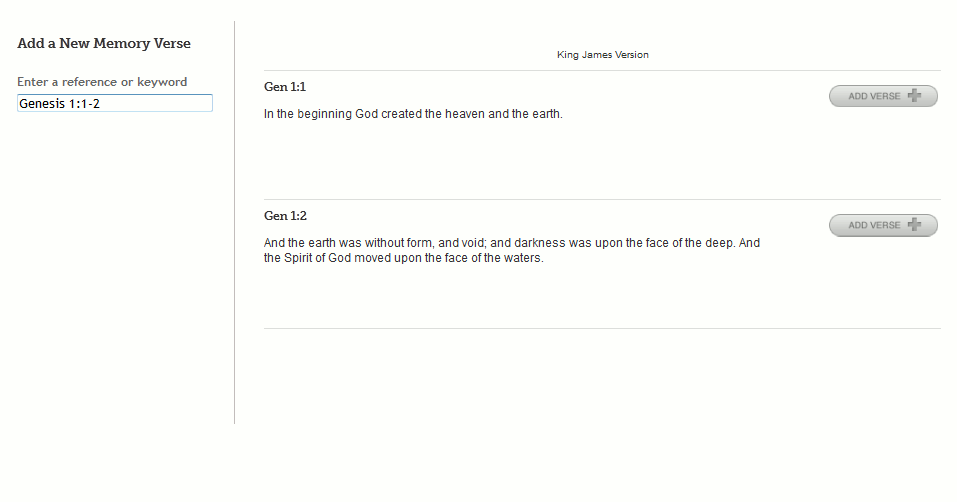 Add a New Memory Verse
Enter a reference or keyword
Genesis 1:1-2
King James Version
Gen 1:1
ADD VERSE
In the beginning God created the heaven and the earth.
Gen 1:2
ADD VERSE
And the earth was without form, and void; and darkness was upon the face of the deep. And
the Spirit of God moved upon the face of the waters.